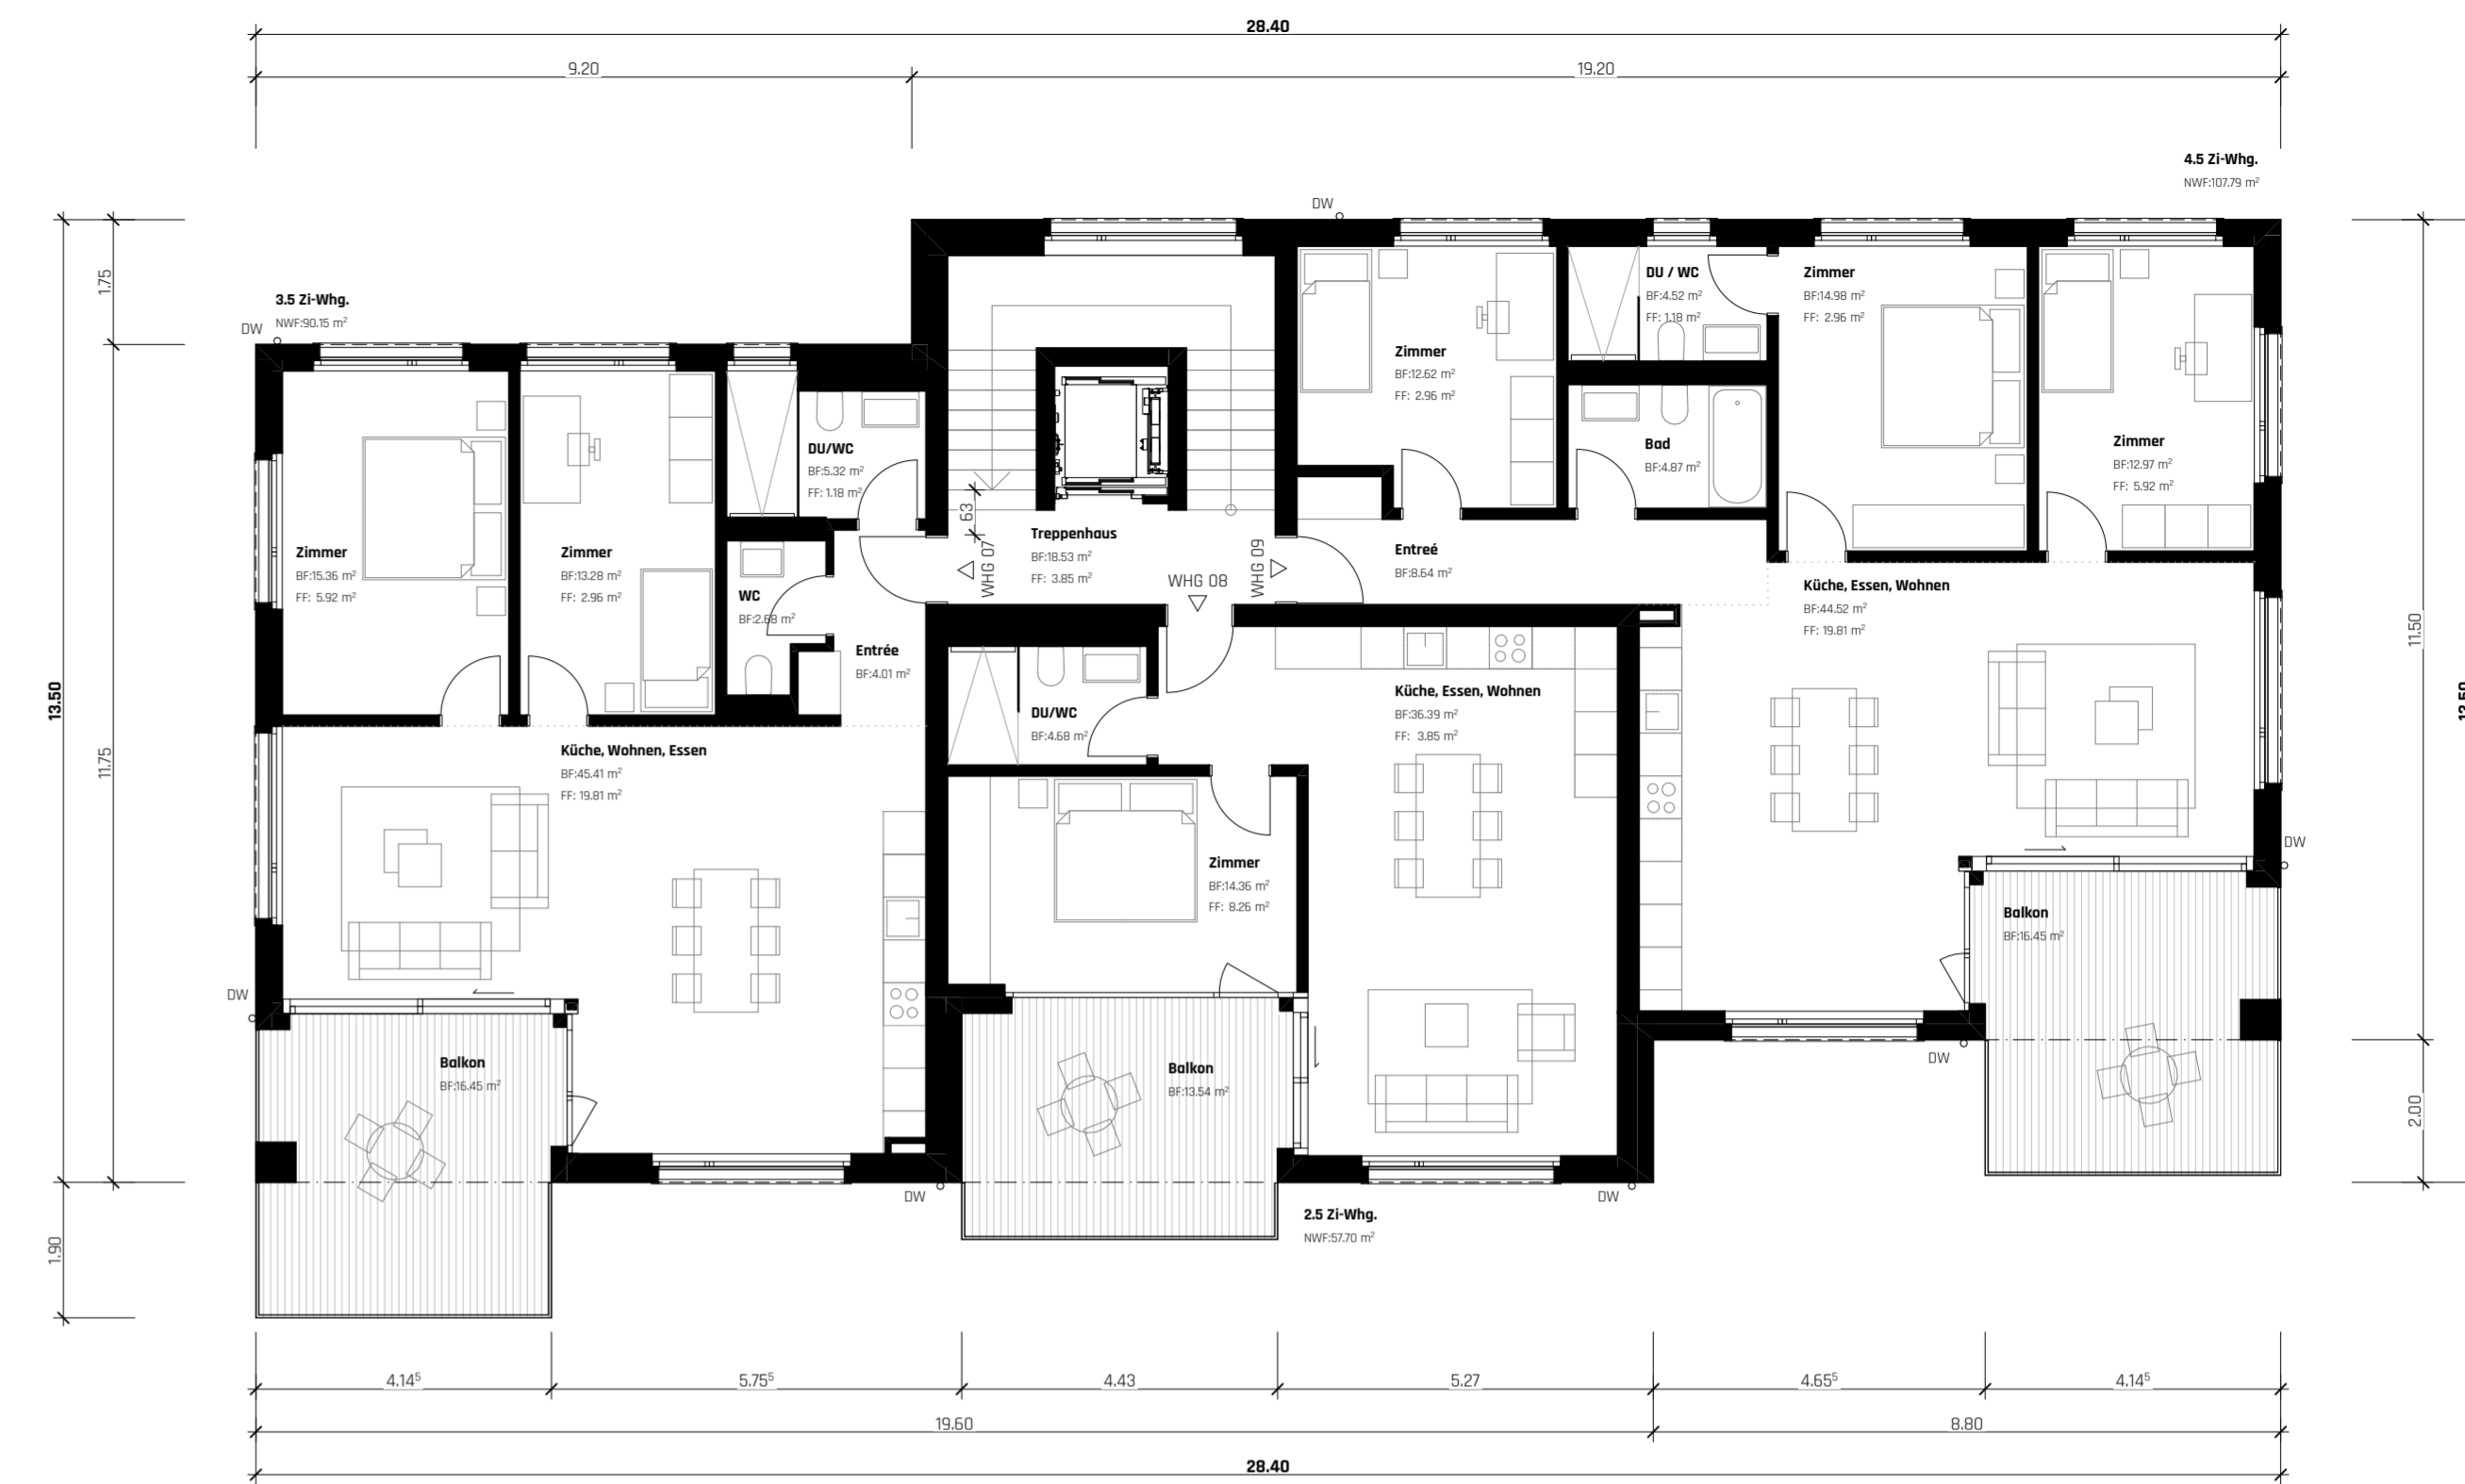 28.40
9.20
19.20
4.5 Zi-Whg.
NWF:107.79 m²
DW
1.75
3.5 Zi-Whg.
NWF:90.15 m²
DW
DU / WC
BF:4.52 m²
FF: 1.18 m²
Zimmer
BF:14.98 m²
FF: 2.96 m²
Zimmer
BF:12.62 m²
FF: 2.96 m²
DU/WC
BF:5.32 m²
FF: 1.18 m²
Bad
BF:4.87 m²
Zimmer
BF:12.97 m²
FF: 5.92 m²
63
Zimmer
BF:15.36 m²
FF: 5.92 m²
Zimmer
BF:13.28 m²
FF: 2.96 m²
WC
BF:2.68 m²
WHG 07
Treppenhaus
BF:18.53 m²
FF: 3.85 m²
WHG 08
WHG 09
Entreé
BF:8.64 m²
Küche, Essen, Wohnen
BF:44.52 m²
FF: 19.81 m²
11.50
Entrée
BF:4.01 m²
13.50
11.75
13.50
Küche, Essen, Wohnen
BF:36.39 m²
FF: 3.85 m²
DU/WC
BF:4.68 m²
Küche, Wohnen, Essen
BF:45.41 m²
FF: 19.81 m²
DW
Zimmer
BF:14.36 m²
FF: 8.26 m²
Balkon
BF:16.45 m²
DW
Balkon
BF:16.45 m²
Balkon
BF:13.54 m²
DW
2.00
DW
DW
2.5 Zi-Whg.
NWF:57.70 m²
1.90
4.14⁵
5.75⁵
4.43
5.27
4.65⁵
4.14⁵
19.60
8.80
28.40